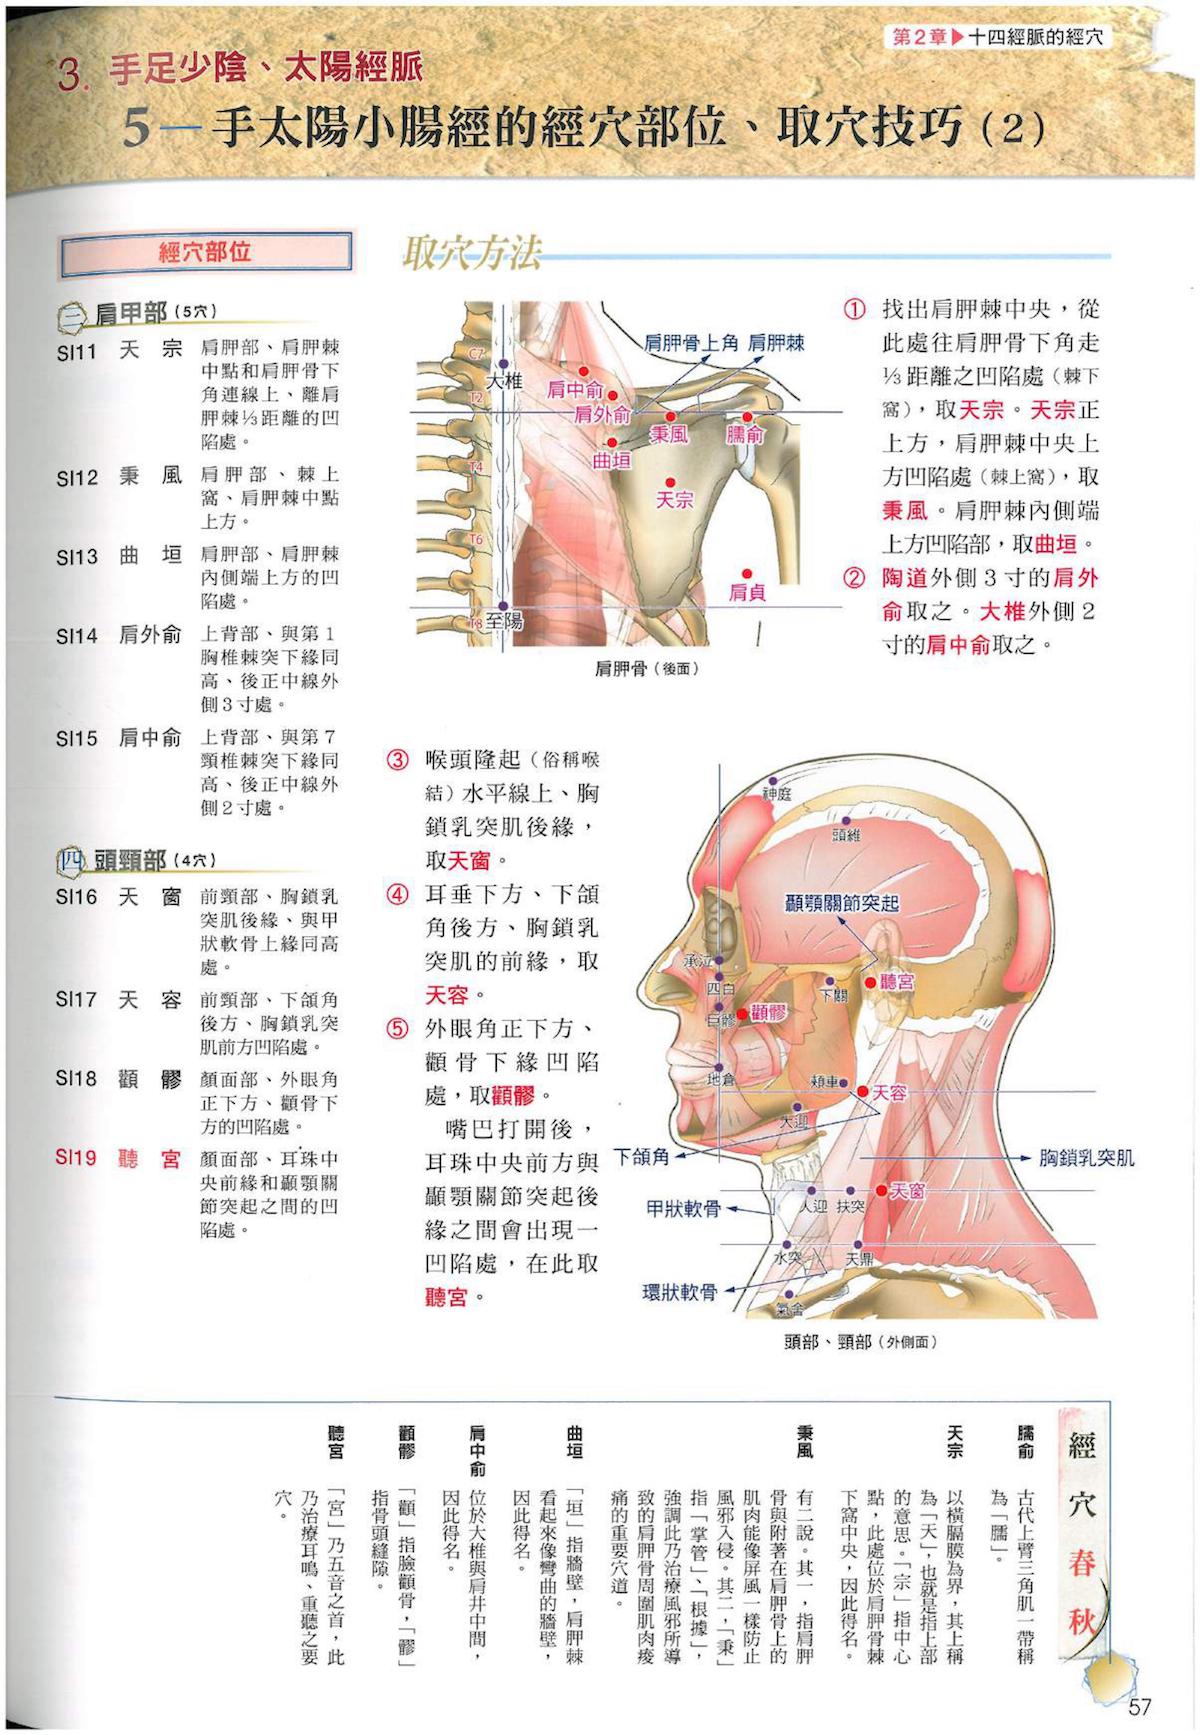 第2章▶十四經脈的經穴
3. 手足少陰、太陽經脈
5—手太陽小腸經的經穴部位、取穴技巧(2)
經穴部位
三 肩甲部(5穴)
SI11 天宗 肩胛部、肩胛棘
中點和肩胛骨下
角連線上、離肩
胛棘⅓距離的凹
陷處。
SI12 秉風 肩胛部、棘上
窩、肩胛棘中點
上方。
SI13 曲垣 肩胛部、肩胛棘
內側端上方的凹
陷處。
SI14 肩外俞 上背部、與第1
胸椎棘突下緣同
高、後正中線外
側3寸處。
SI15 肩中俞 上背部、與第7
頸椎棘突下緣同
高、後正中線外
側2寸處。
四 頭頸部(4穴)
SI16 天窗 前頸部、胸鎖乳
突肌後緣、與甲
狀軟骨上緣同高
處。
SI17 天容 前頸部、下頜角
後方、胸鎖乳突
肌前方凹陷處。
SI18 顴髎 顏面部、外眼角
正下方、顴骨下
方的凹陷處。
SI19 聽宮 顏面部、耳珠中
央前緣和顳顎關
節突起之間的凹
陷處。
取穴方法
C7
T2
T4
T6
T8
大椎
至陽
肩胛骨上角
肩胛棘
肩中俞
肩外俞
秉風
臑俞
曲垣
天宗
肩貞
肩胛骨(後面)
① 找出肩胛棘中央，從
此處往肩胛骨下角走
⅓距離之凹陷處(棘下
窩)，取天宗。天宗正
上方，肩胛棘中央上
方凹陷處(棘上窩)，取
秉風。肩胛棘內側端
上方凹陷部，取曲垣。
② 陶道外側3寸的肩外
俞取之。大椎外側2
寸的肩中俞取之。
③ 喉頭隆起(俗稱喉
結)水平線上、胸
鎖乳突肌後緣，
取天窗。
④ 耳垂下方、下頜
角後方、胸鎖乳
突肌的前緣，取
天容。
⑤ 外眼角正下方、
顴骨下緣凹陷
處，取顴髎。
嘴巴打開後，
耳珠中央前方與
顳顎關節突起後
緣之間會出現一
凹陷處，在此取
聽宮。
神庭
頭維
顳顎關節突起
承泣
四白
巨髎
顴髎
下關
聽宮
地倉
頰車
天容
大迎
下頜角
胸鎖乳突肌
甲狀軟骨
人迎
扶突
天窗
水突
天鼎
環狀軟骨
氣舍
頭部、頸部(外側面)
經穴春秋
臑俞
古代上臂三角肌一帶稱
為「臑」。
天宗
以橫膈膜為界，其上稱
為「天」，也就是指上部
的意思。「宗」指中心
點，此處位於肩胛骨棘
下窩中央，因此得名。
秉風
有二說。其一，指肩胛
骨與附著在肩胛骨上的
肌肉能像屏風一樣防止
風邪入侵。其二，「秉」
指「掌管」、「根據」，
強調此乃治療風邪所導
致的肩胛骨周圍肌肉痠
痛的重要穴道。
曲垣
「垣」指牆壁，肩胛棘
看起來像彎曲的牆壁，
因此得名。
肩中俞
位於大椎與肩井中間，
因此得名。
顴髎
「顴」指臉顴骨，「髎」
指骨頭縫隙。
聽宮
「宮」乃五音之首，此
乃治療耳鳴、重聽之要
穴。
57